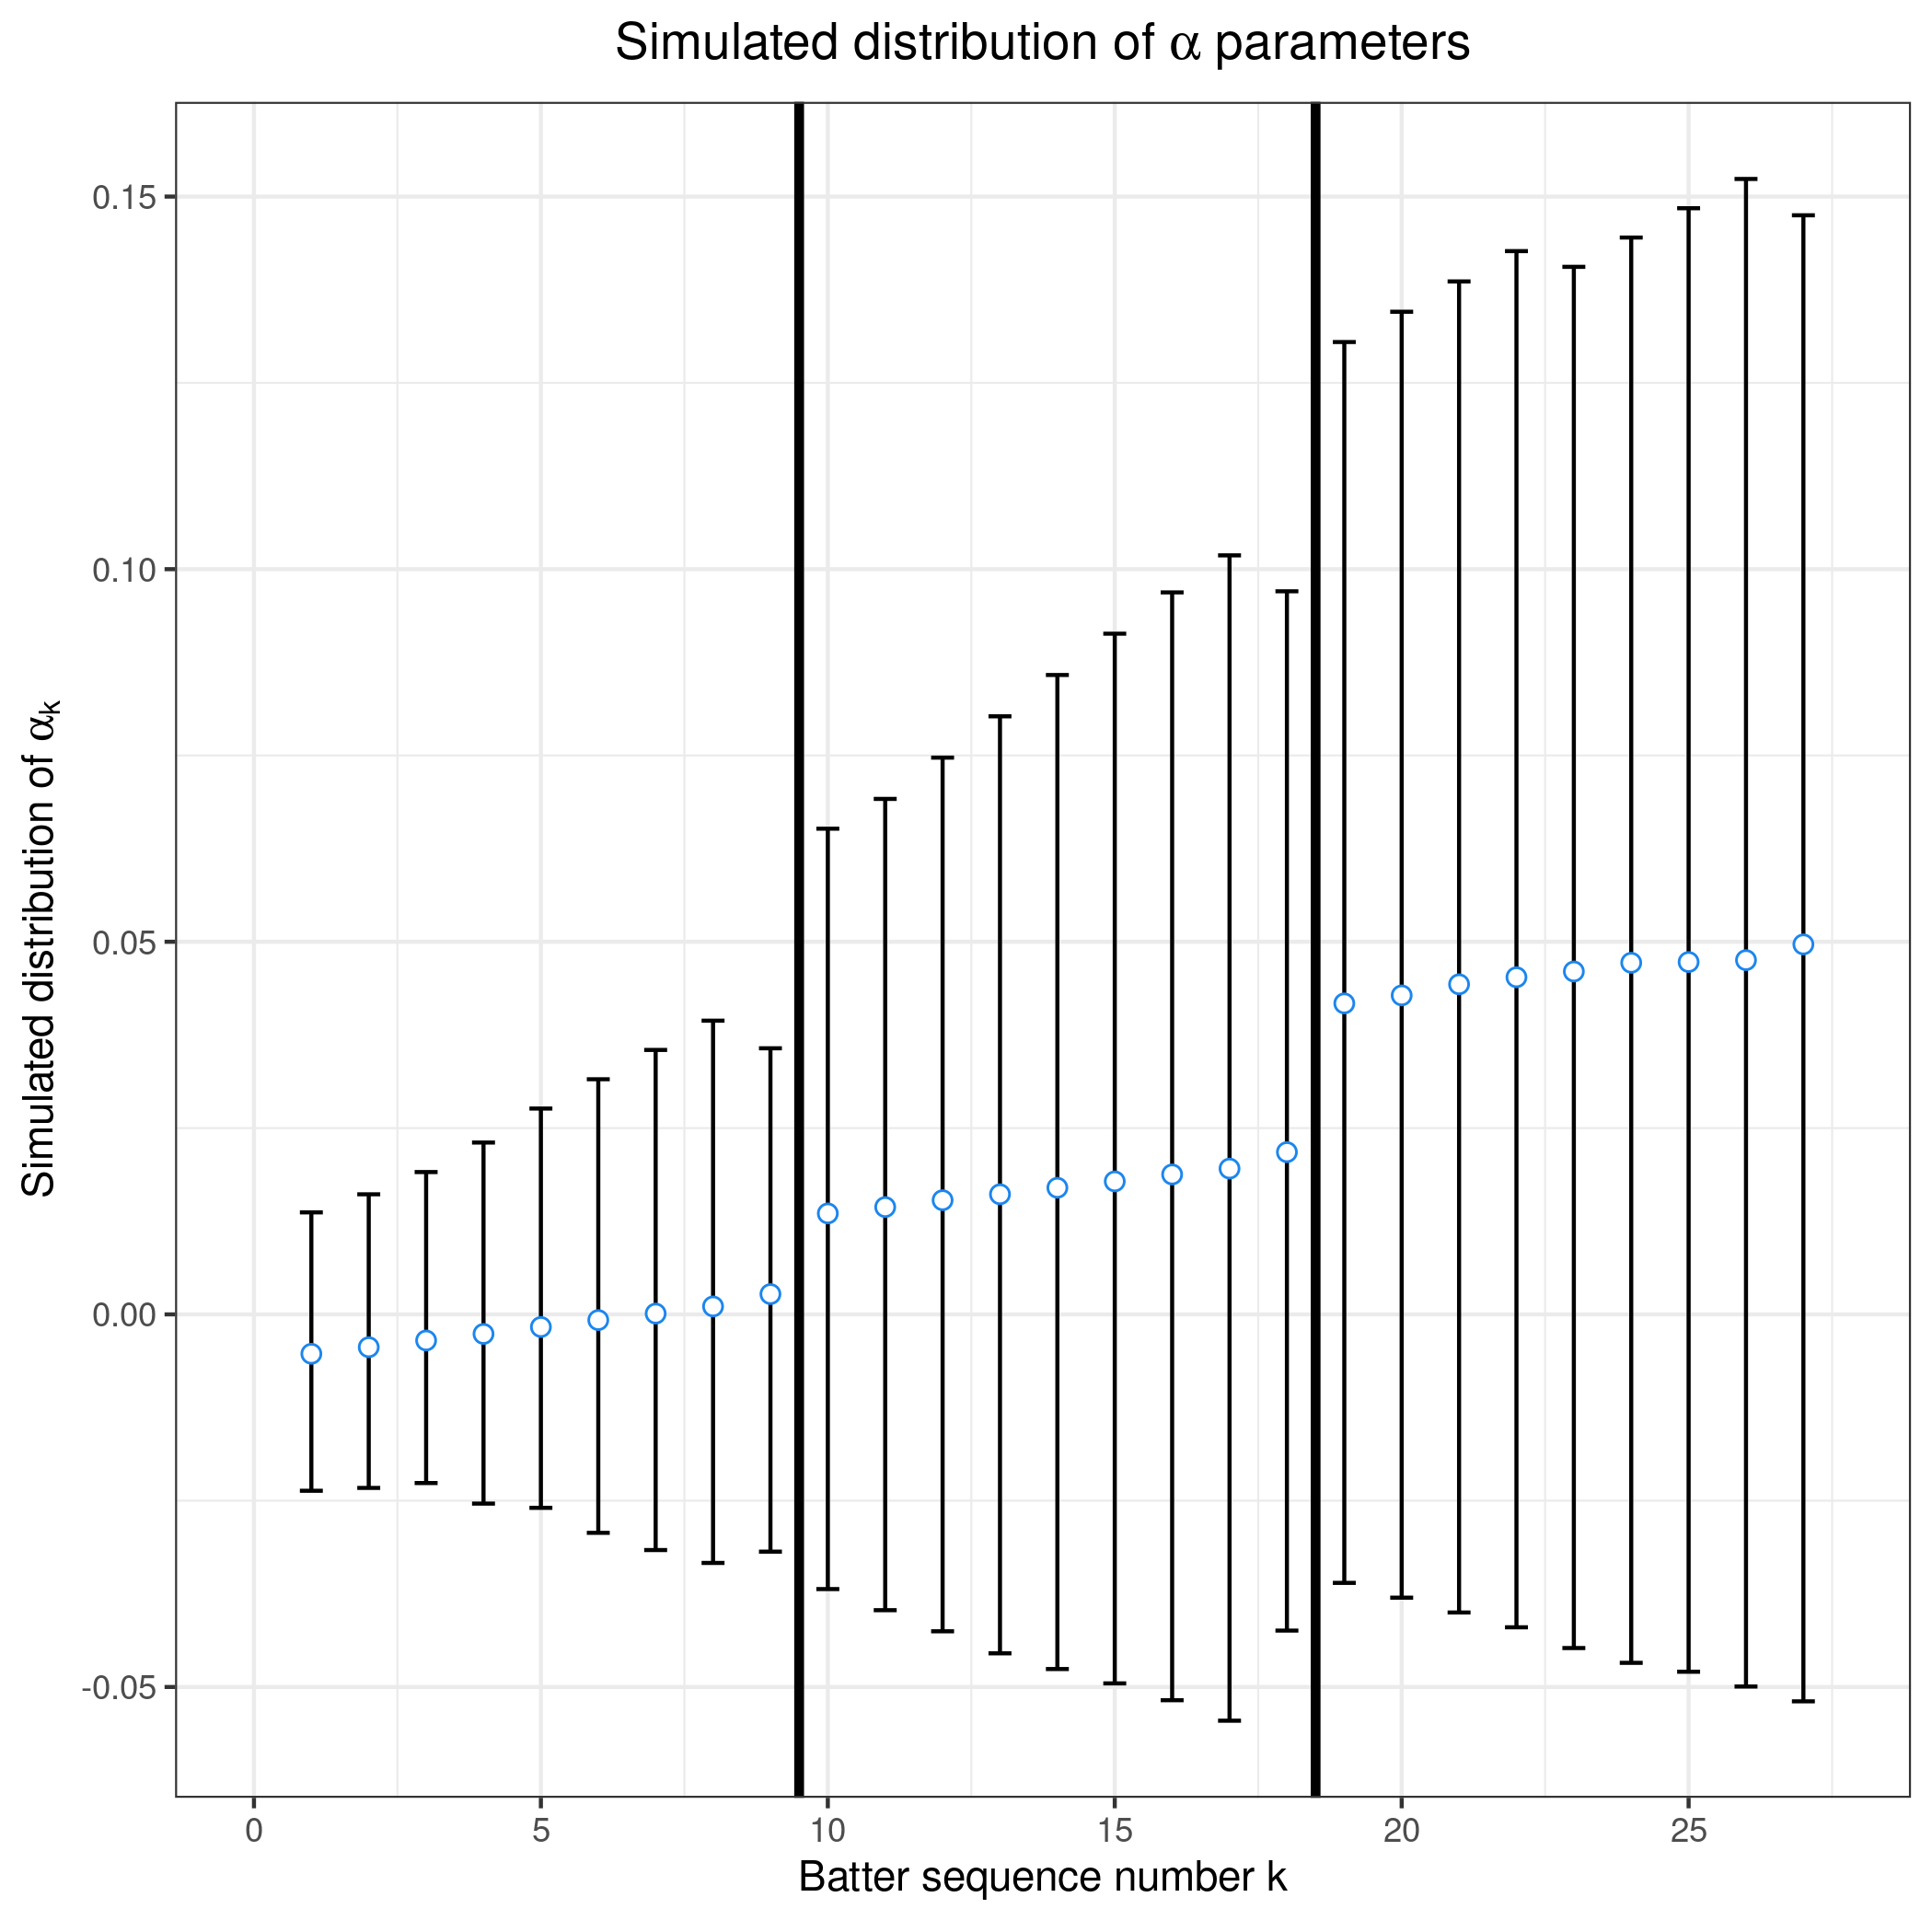 Simulated distribution of α parameters
Simulated distribution of αk
0.15
0.10
0.05
0.00
-0.05
0 5 10 15 20 25
Batter sequence number k